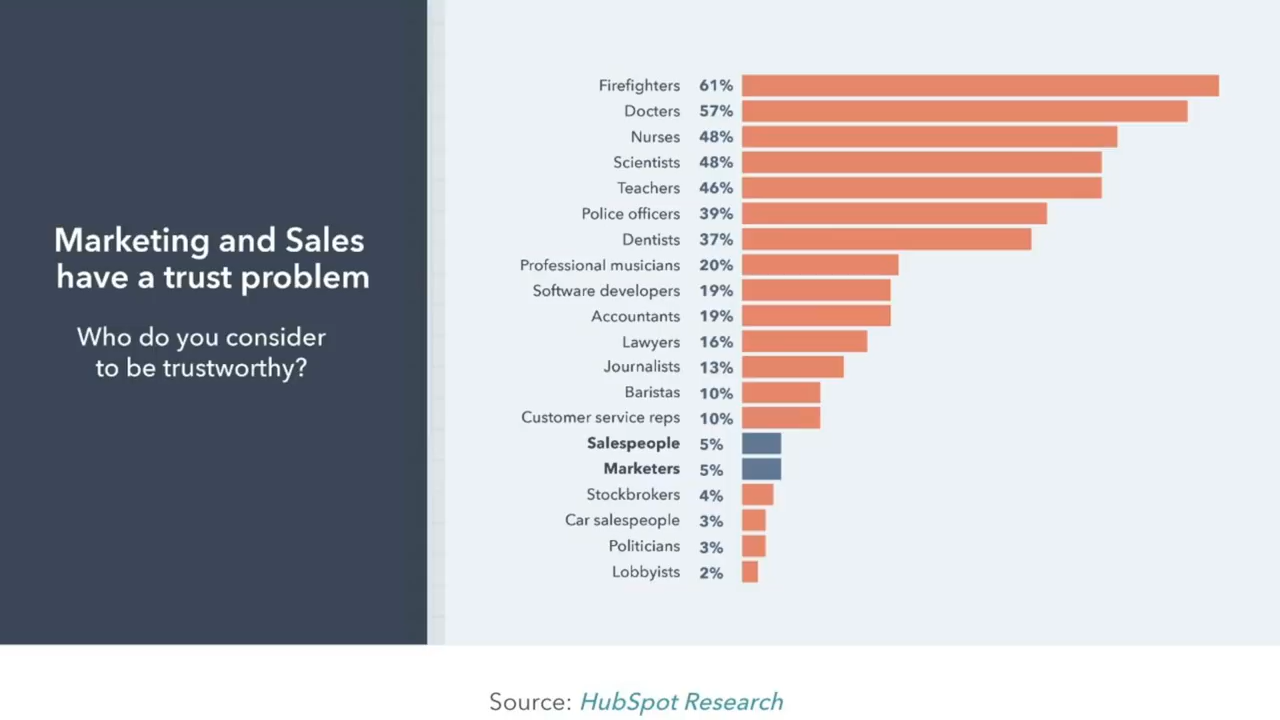 Marketing and Sales
have a trust problem
Who do you consider
to be trustworthy?
Firefighters 61%
Docters 57%
Nurses 48%
Scientists 48%
Teachers 46%
Police officers 39%
Dentists 37%
Professional musicians 20%
Software developers 19%
Accountants 19%
Lawyers 16%
Journalists 13%
Baristas 10%
Customer service reps 10%
Salespeople 5%
Marketers 5%
Stockbrokers 4%
Car salespeople 3%
Politicians 3%
Lobbyists 2%
Source: HubSpot Research